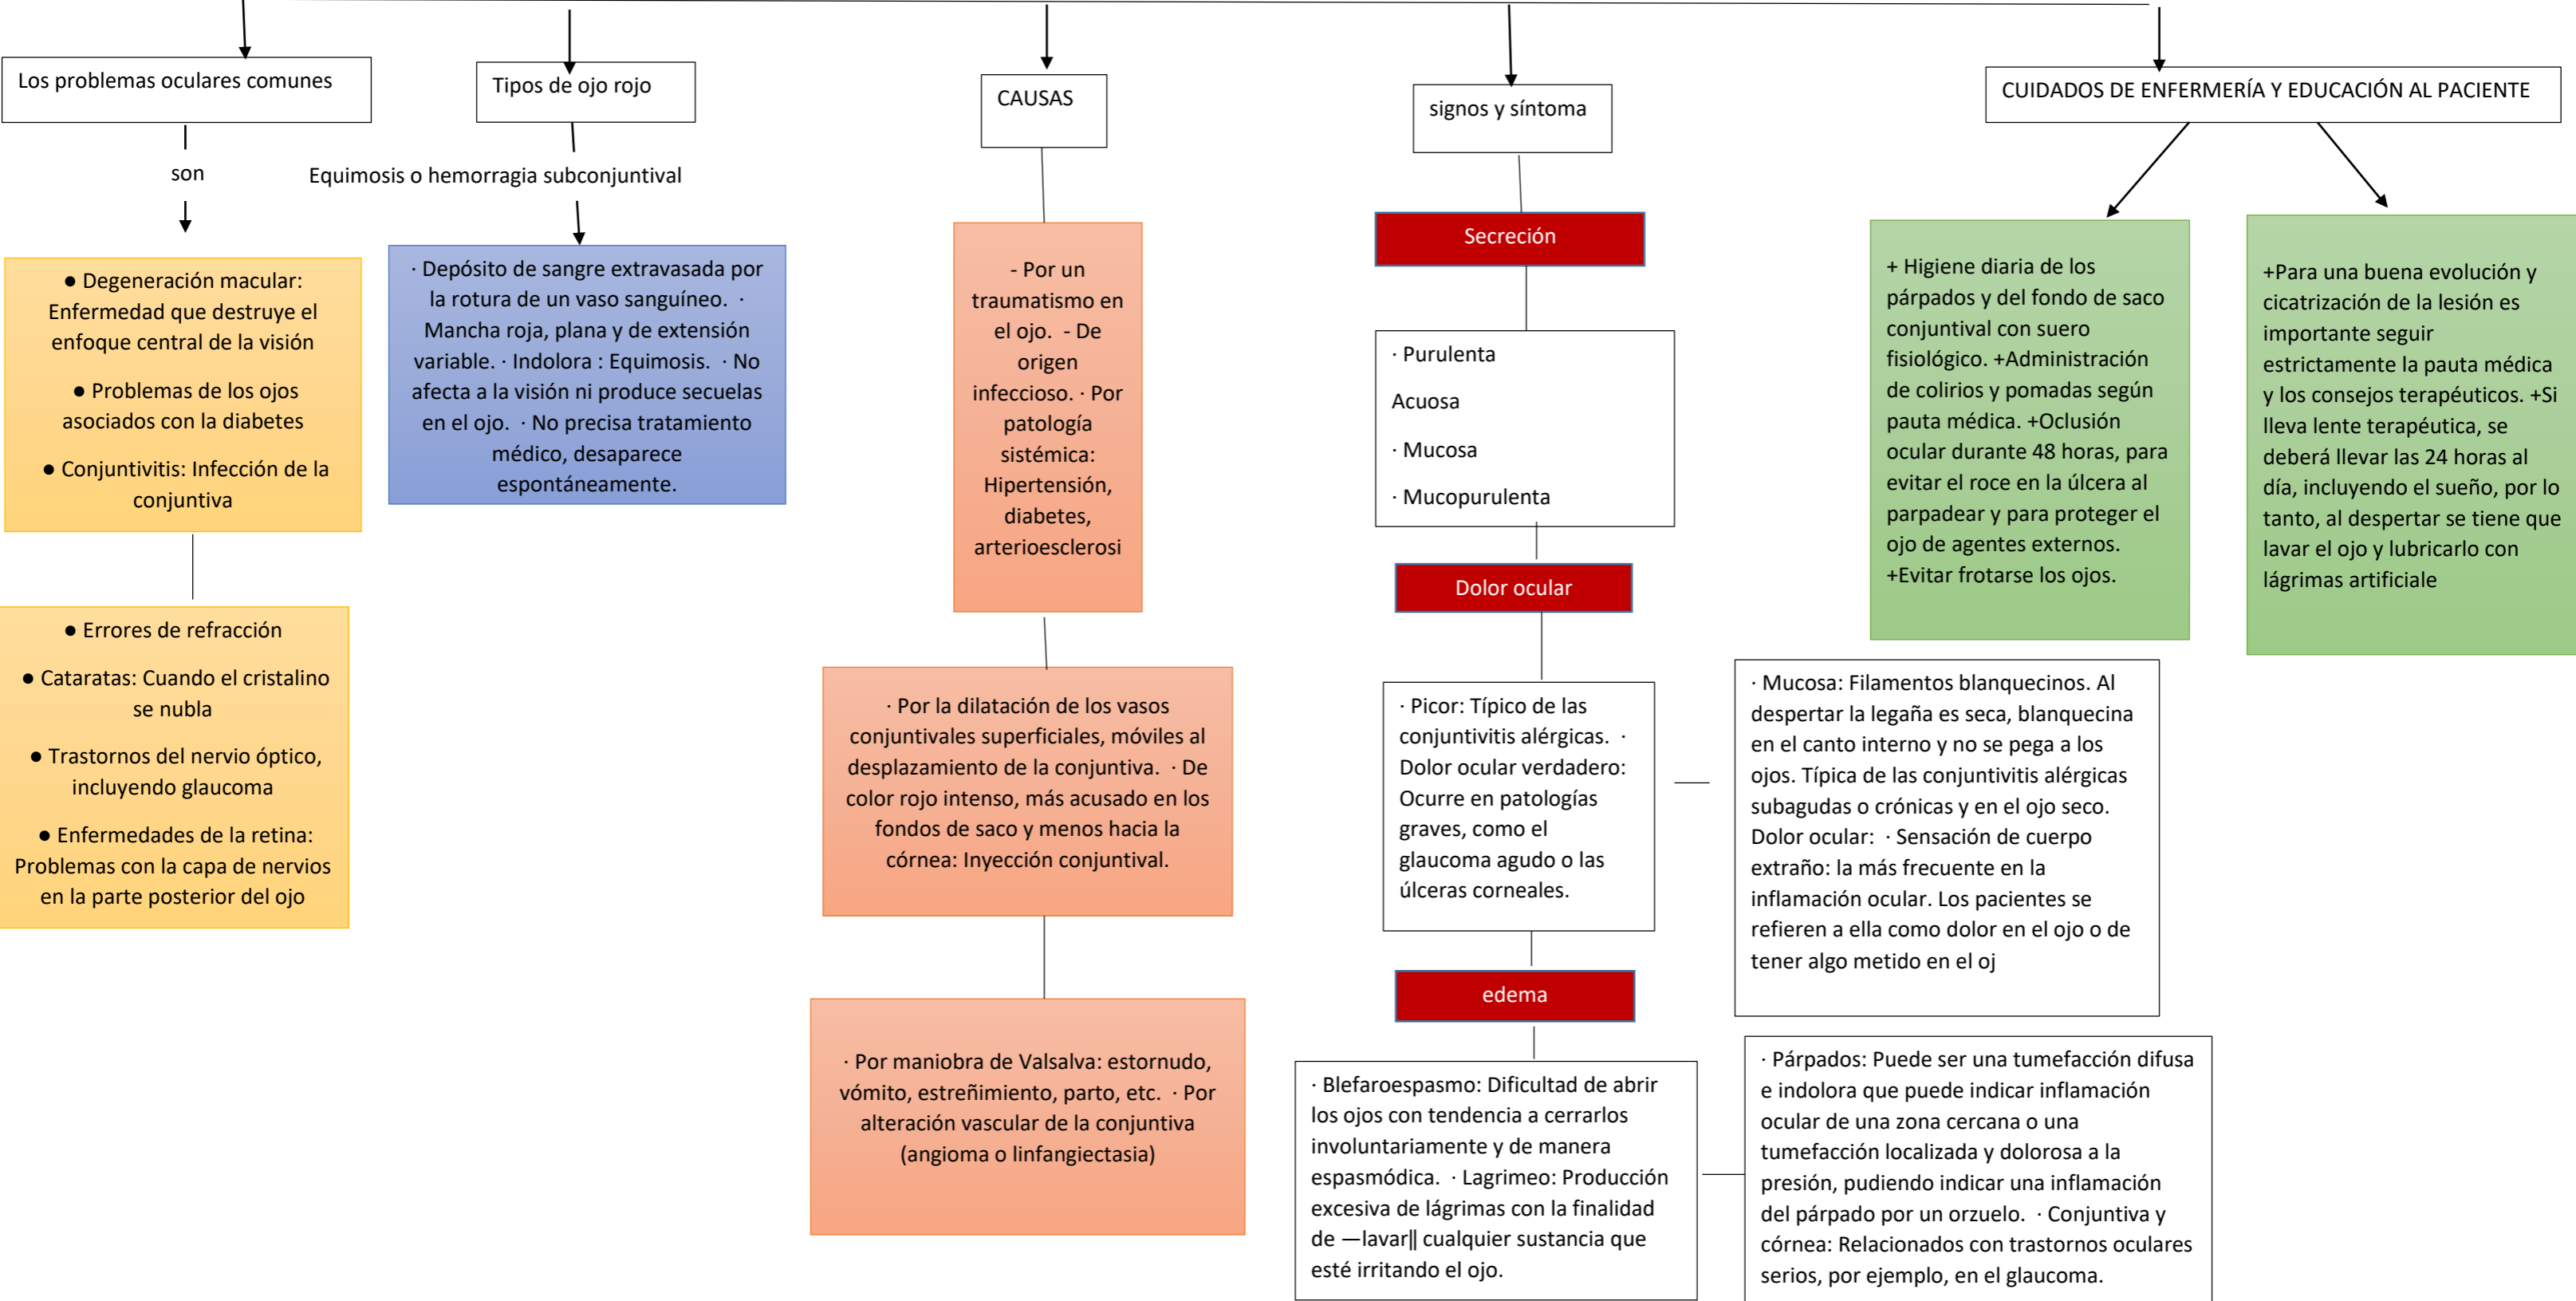 Los problemas oculares comunes
son
● Degeneración macular:
Enfermedad que destruye el
enfoque central de la visión
● Problemas de los ojos
asociados con la diabetes
● Conjuntivitis: Infección de la
conjuntiva
● Errores de refracción
● Cataratas: Cuando el cristalino
se nubla
● Trastornos del nervio óptico,
incluyendo glaucoma
● Enfermedades de la retina:
Problemas con la capa de nervios
en la parte posterior del ojo
Tipos de ojo rojo
Equimosis o hemorragia subconjuntival
· Depósito de sangre extravasada por
la rotura de un vaso sanguíneo. ·
Mancha roja, plana y de extensión
variable. · Indolora : Equimosis. · No
afecta a la visión ni produce secuelas
en el ojo. · No precisa tratamiento
médico, desaparece
espontáneamente.
CAUSAS
- Por un
traumatismo en
el ojo. - De
origen
infeccioso. · Por
patología
sistémica:
Hipertensión,
diabetes,
arterioesclerosi
· Por la dilatación de los vasos
conjuntivales superficiales, móviles al
desplazamiento de la conjuntiva. · De
color rojo intenso, más acusado en los
fondos de saco y menos hacia la
córnea: Inyección conjuntival.
· Por maniobra de Valsalva: estornudo,
vómito, estreñimiento, parto, etc. · Por
alteración vascular de la conjuntiva
(angioma o linfangiectasia)
signos y síntoma
Secreción
· Purulenta
Acuosa
· Mucosa
· Mucopurulenta
Dolor ocular
· Picor: Típico de las
conjuntivitis alérgicas. ·
Dolor ocular verdadero:
Ocurre en patologías
graves, como el
glaucoma agudo o las
úlceras corneales.
· Mucosa: Filamentos blanquecinos. Al
despertar la legaña es seca, blanquecina
en el canto interno y no se pega a los
ojos. Típica de las conjuntivitis alérgicas
subagudas o crónicas y en el ojo seco.
Dolor ocular: · Sensación de cuerpo
extraño: la más frecuente en la
inflamación ocular. Los pacientes se
refieren a ella como dolor en el ojo o de
tener algo metido en el oj
edema
· Blefaroespasmo: Dificultad de abrir
los ojos con tendencia a cerrarlos
involuntariamente y de manera
espasmódica. · Lagrimeo: Producción
excesiva de lágrimas con la finalidad
de ―lavar‖ cualquier sustancia que
esté irritando el ojo.
· Párpados: Puede ser una tumefacción difusa
e indolora que puede indicar inflamación
ocular de una zona cercana o una
tumefacción localizada y dolorosa a la
presión, pudiendo indicar una inflamación
del párpado por un orzuelo. · Conjuntiva y
córnea: Relacionados con trastornos oculares
serios, por ejemplo, en el glaucoma.
CUIDADOS DE ENFERMERÍA Y EDUCACIÓN AL PACIENTE
+ Higiene diaria de los
párpados y del fondo de saco
conjuntival con suero
fisiológico. +Administración
de colirios y pomadas según
pauta médica. +Oclusión
ocular durante 48 horas, para
evitar el roce en la úlcera al
parpadear y para proteger el
ojo de agentes externos.
+Evitar frotarse los ojos.
+Para una buena evolución y
cicatrización de la lesión es
importante seguir
estrictamente la pauta médica
y los consejos terapéuticos. +Si
lleva lente terapéutica, se
deberá llevar las 24 horas al
día, incluyendo el sueño, por lo
tanto, al despertar se tiene que
lavar el ojo y lubricarlo con
lágrimas artificiale